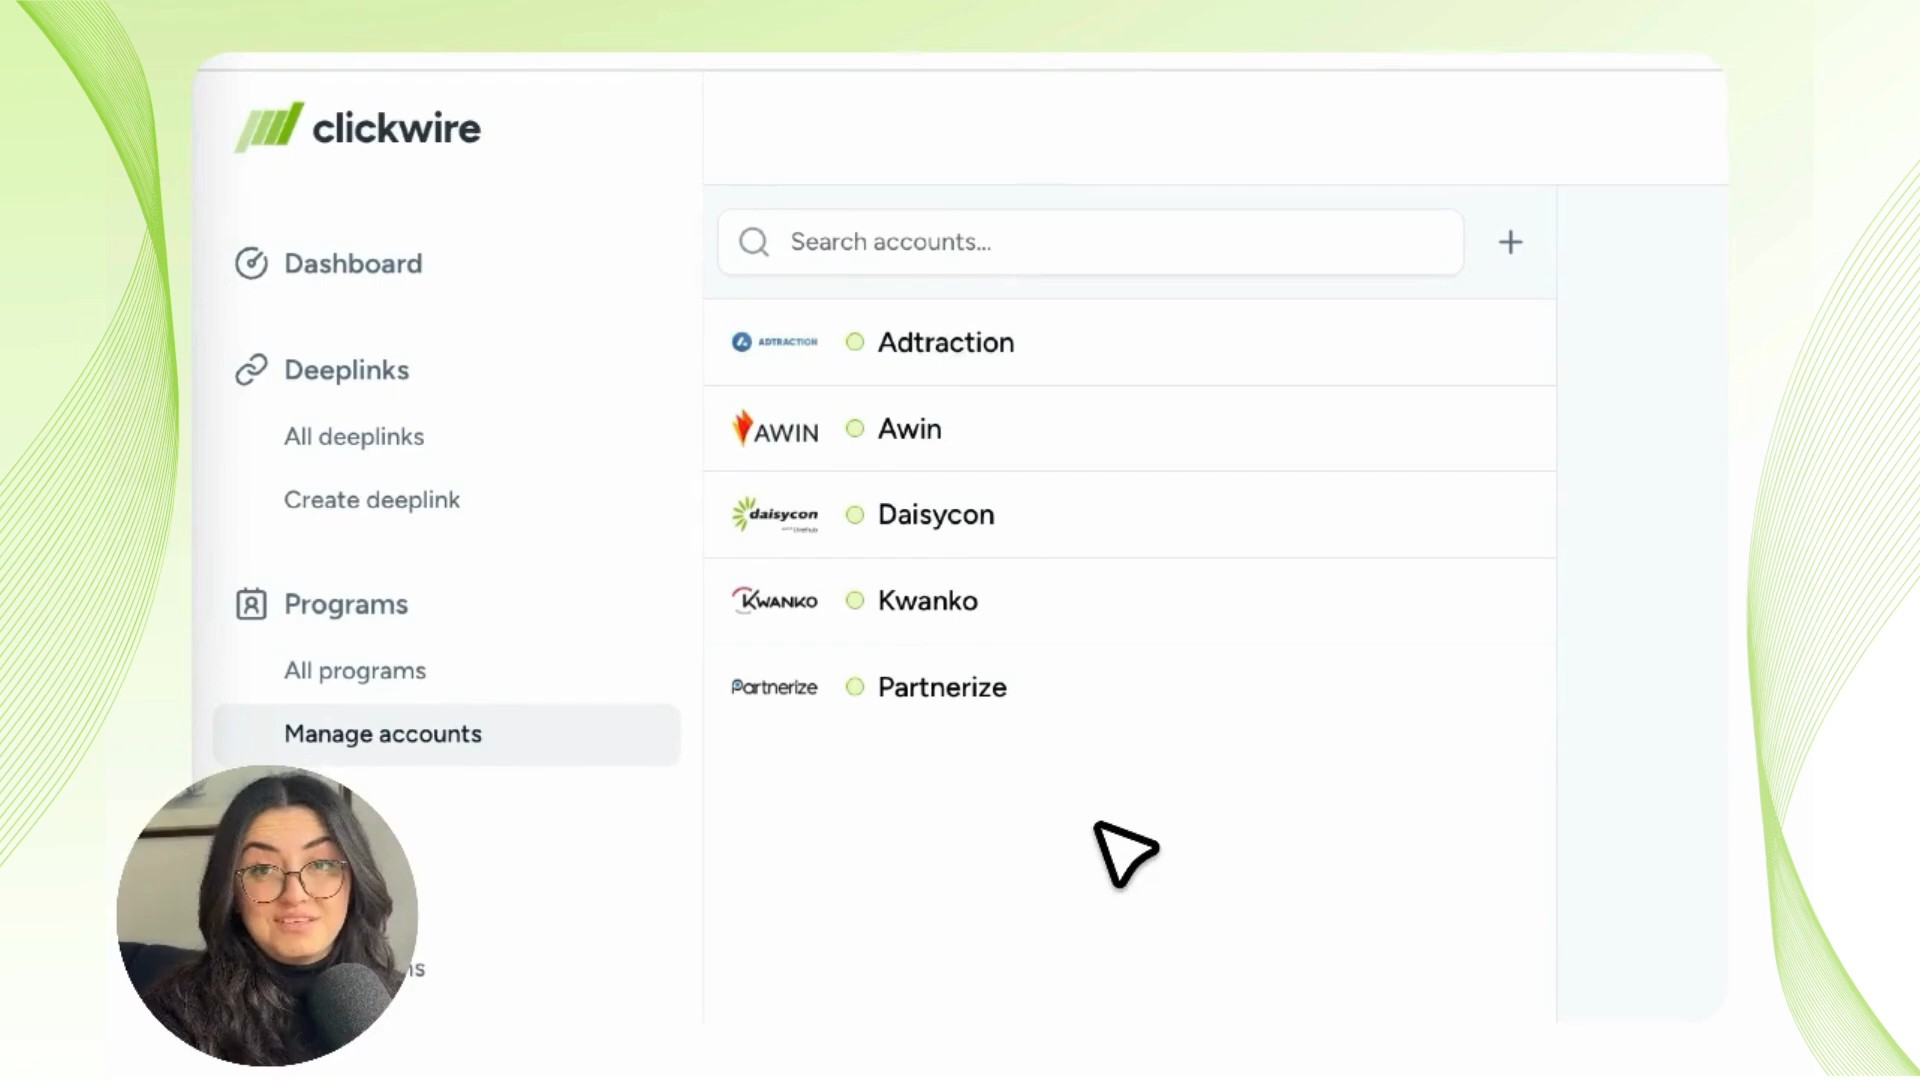 clickwire
Dashboard
Deeplinks
All deeplinks
Create deeplink
Programs
All programs
Manage accounts
Search accounts...
ADTRACTION Adtraction
AWIN Awin
daisycon Daisycon
KWANKO Kwanko
Partnerize Partnerize